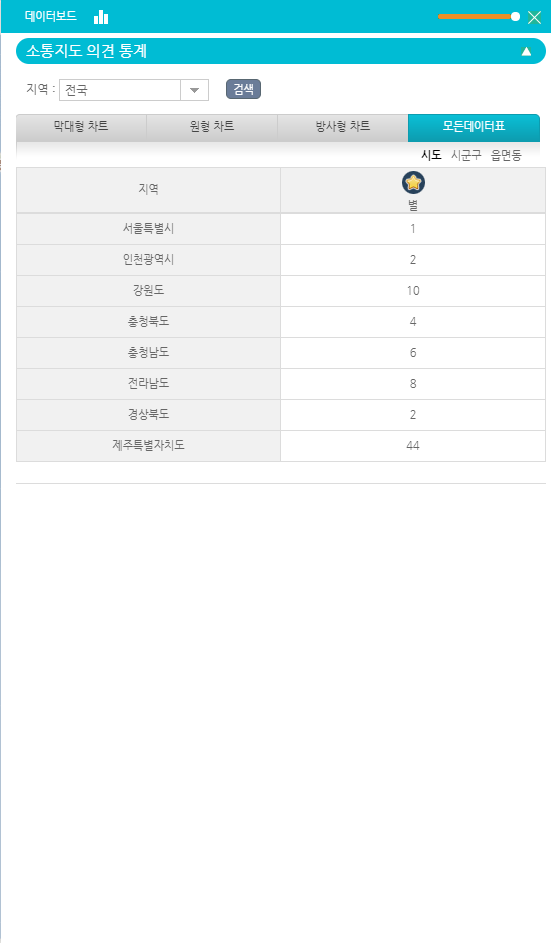 데이터보드
소통지도 의견 통계
지역 : 전국 검색
막대형 차트 원형 차트 방사형 차트 모든데이터표
시도 시군구 읍면동
지역 별
서울특별시 1
인천광역시 2
강원도 10
충청북도 4
충청남도 6
전라남도 8
경상북도 2
제주특별자치도 44